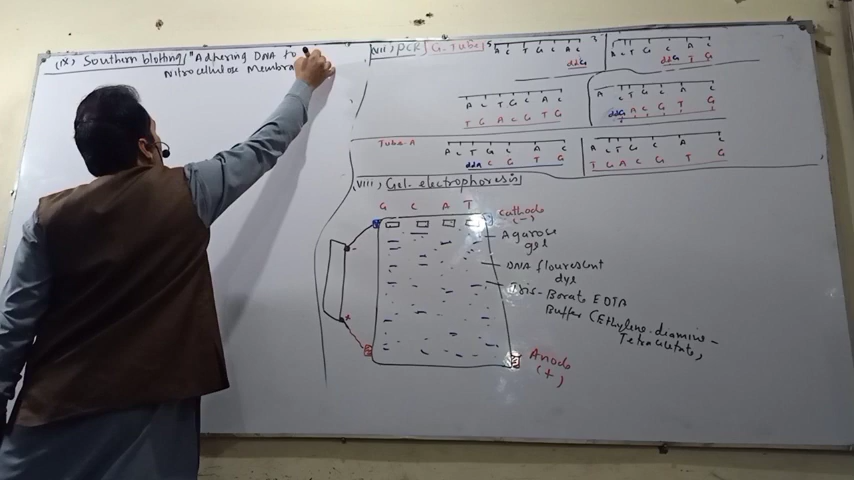 (IX) Southern blotting / "Adhering DNA to
Nitrocellulose Membra
VII) PCR / G. Tube
A C T G C A C
ddG
T G C A C
ddG T G
A C T G C A C
T G A C G T G
A C T G C A C
ddG A C G T G
Tube-A
A C T G C A C
ddA C G T G
A C T G C A C
T G A C G T G
VIII) Gel. electrophoresis
G C A T
Cathode
(-)
Agarose
gel
DNA flourescent
dye
Tris-Borate EDTA
Buffer (Ethylene-diamine-
Tetracetate)
Anode
(+)